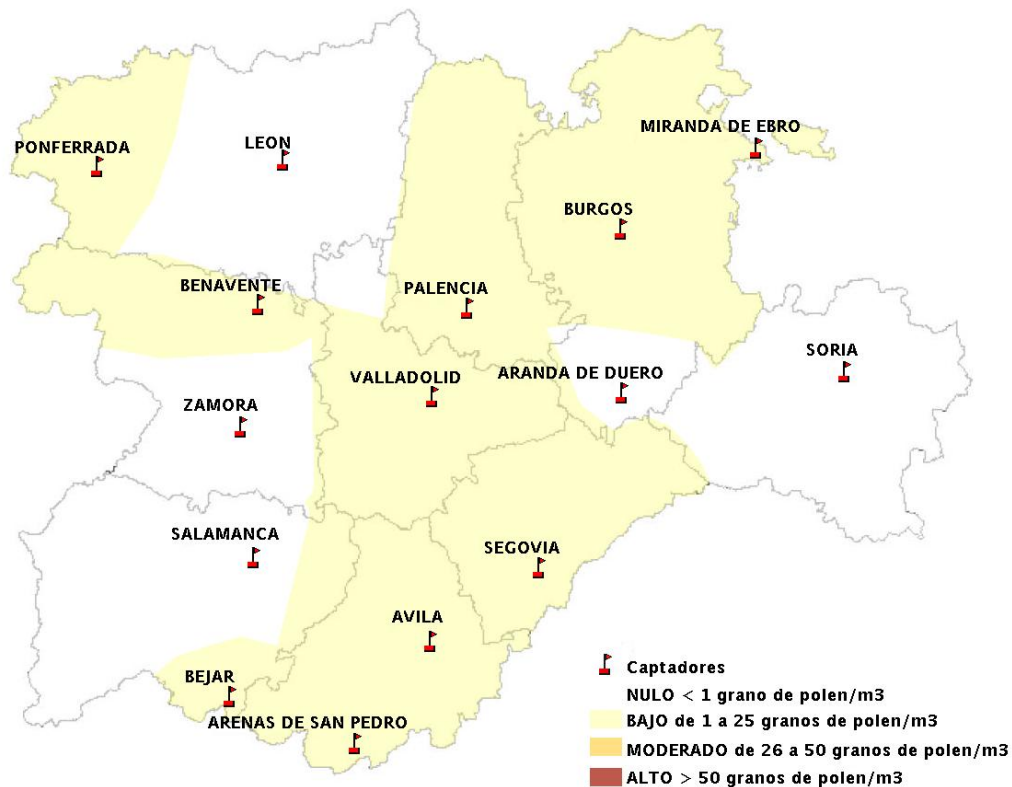 MIRANDA DE EBRO
PONFERRADA
LEON
BURGOS
BENAVENTE
PALENCIA
SORIA
VALLADOLID
ARANDA DE DUERO
ZAMORA
SALAMANCA
SEGOVIA
AVILA
BEJAR
ARENAS DE SAN PEDRO
Captadores
NULO < 1 grano de polen/m3
BAJO de 1 a 25 granos de polen/m3
MODERADO de 26 a 50 granos de polen/m3
ALTO > 50 granos de polen/m3